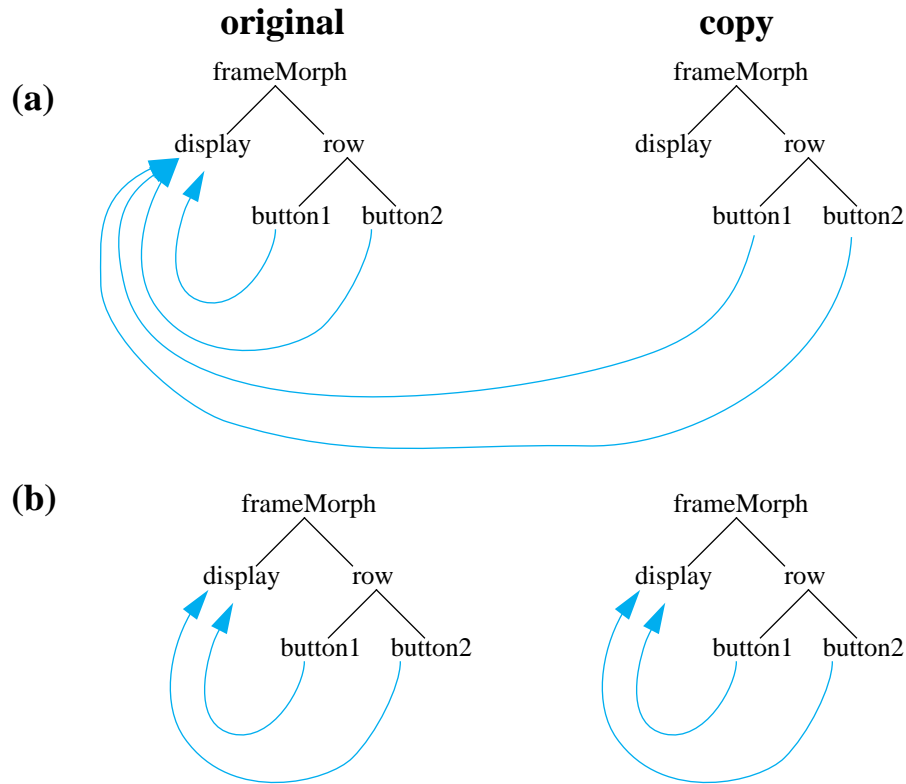 original copy
frameMorph frameMorph
(a)
display row display row
button1 button2 button1 button2
(b)
frameMorph frameMorph
display row display row
button1 button2 button1 button2